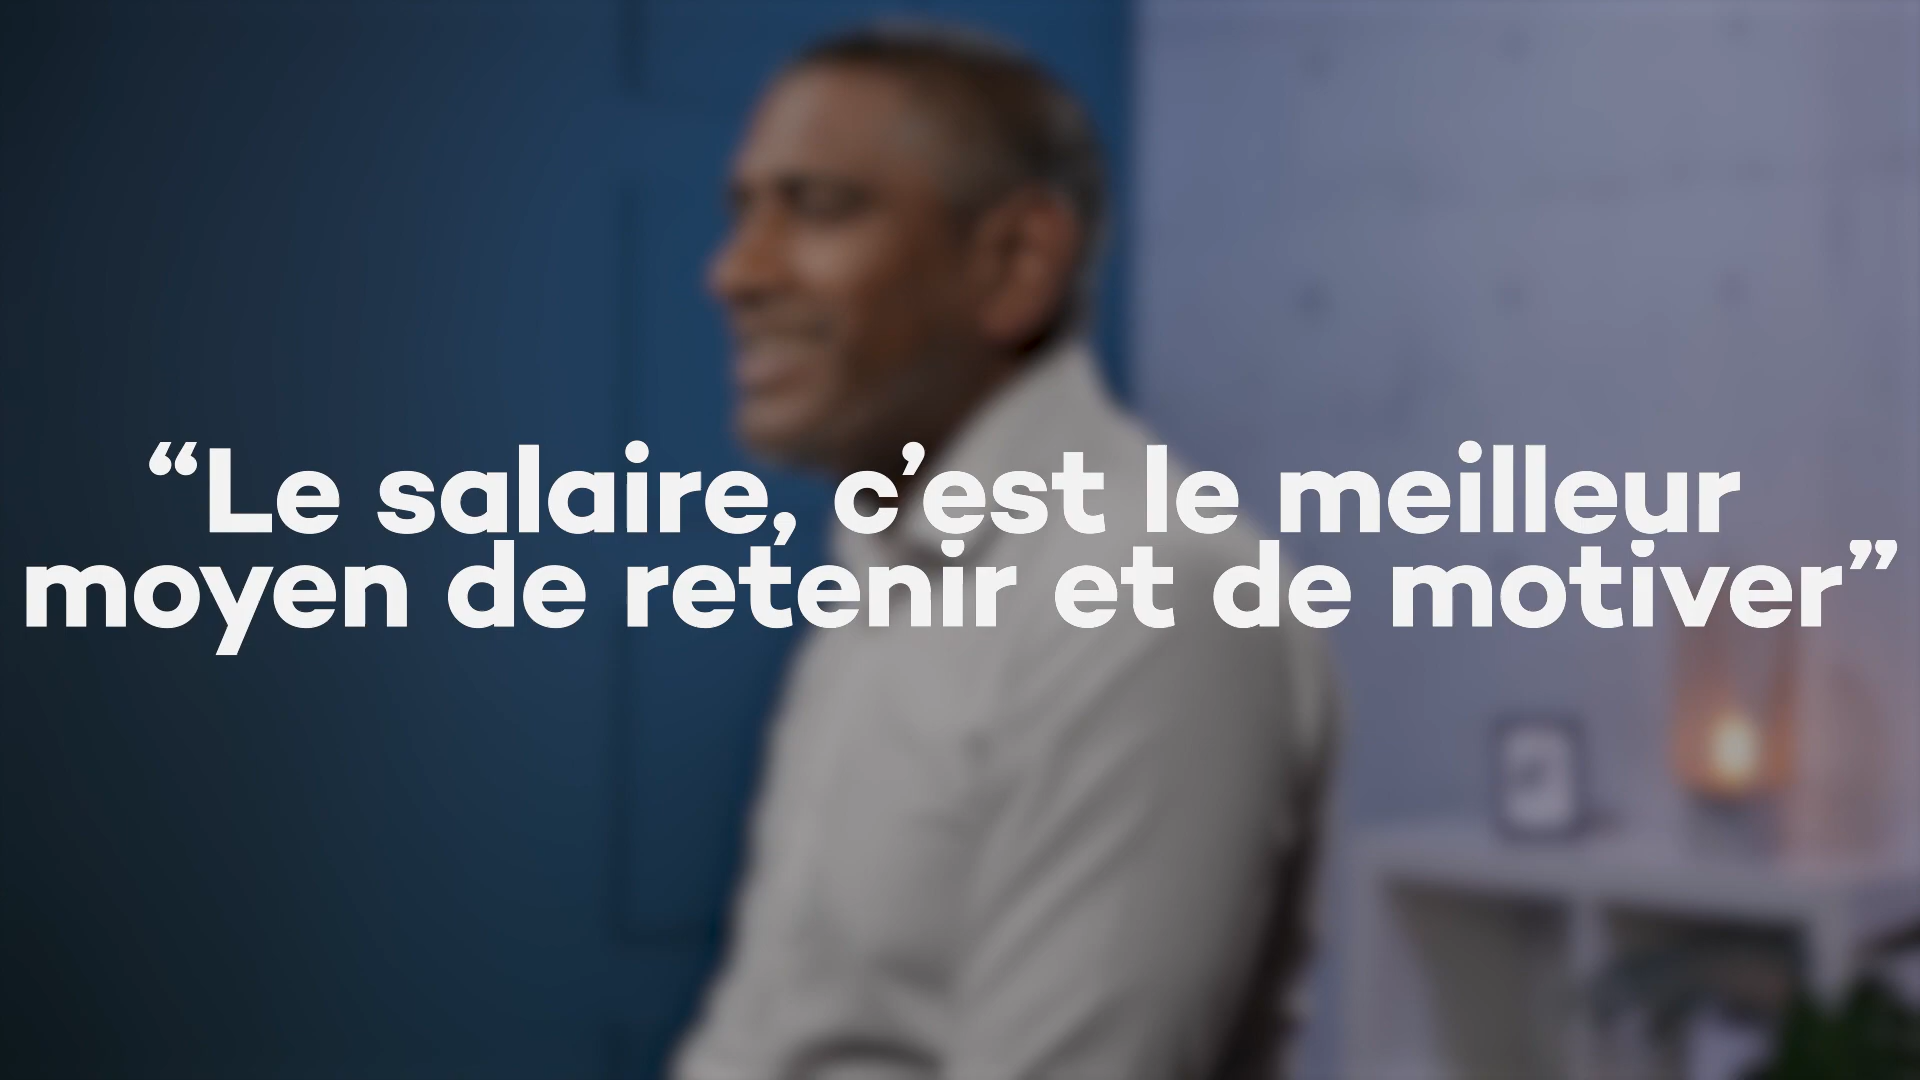 “Le salaire, c’est le meilleur
moyen de retenir et de motiver”